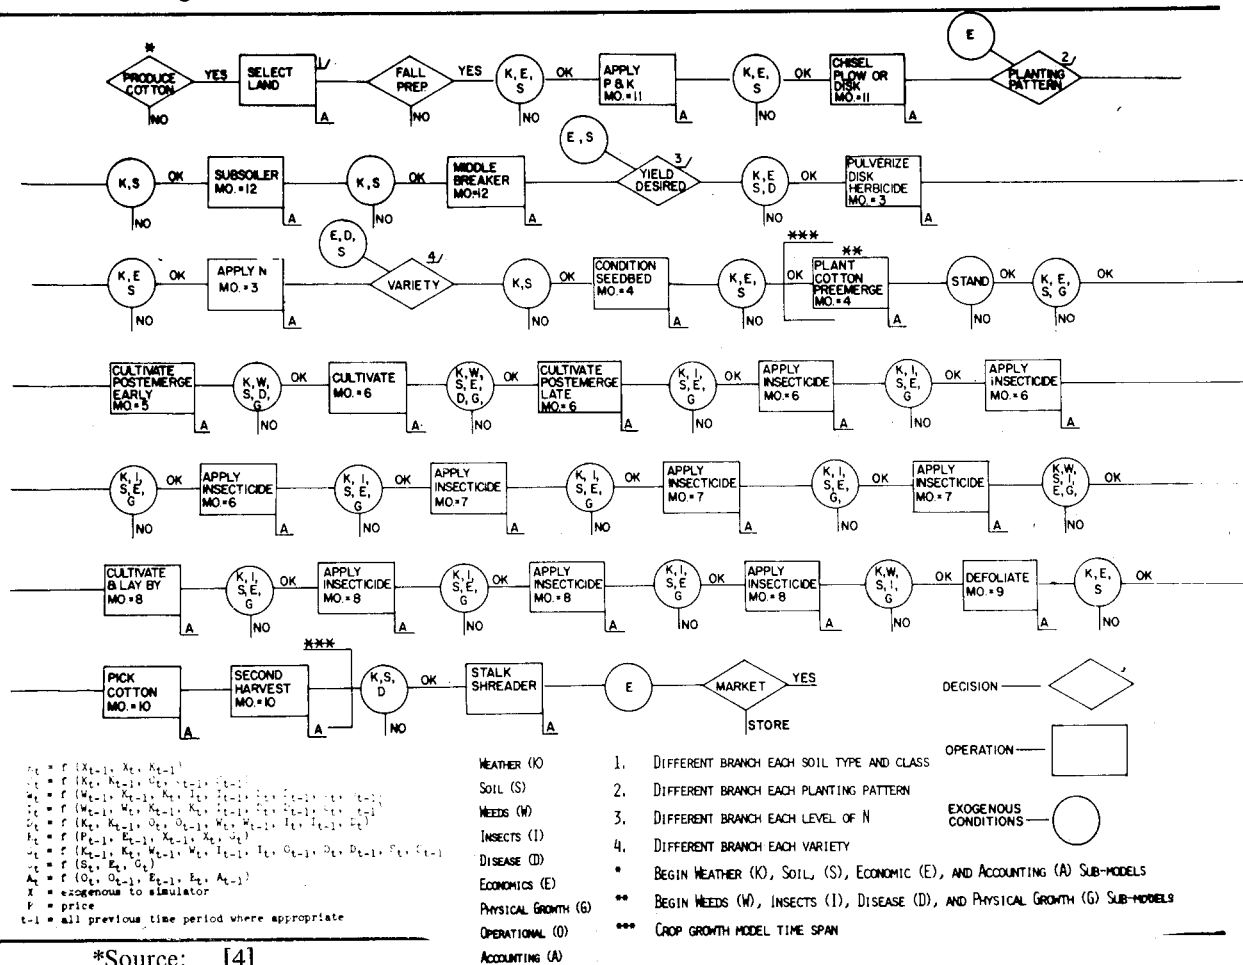 *
PRODUCE COTTON YES SELECT LAND 1/ FALL PREP YES K, E, S OK APPLY P & K MO.=11 K, E, S OK CHISEL PLOW OR DISK MO.=11 E PLANTING PATTERN 2/
NO A NO NO A NO A
K,S OK SUBSOILER MO.=12 K,S OK MIDDLE BREAKER MO.=12 E,S YIELD DESIRED 3/ K, E S, D OK PULVERIZE DISK HERBICIDE MO.=3
NO A NO A NO A
K, E S OK APPLY N MO.=3 E, D, S VARIETY 4/ K,S OK CONDITION SEEDBED MO.=4 K, E, S OK *** ** PLANT COTTON PREEMERGE MO.=4 STAND OK K, E, S, G OK
NO A NO A NO A NO NO
CULTIVATE POSTEMERGE EARLY MO.=5 K,W, S, D, G OK CULTIVATE MO.=6 K,W, S, E, D, G, OK CULTIVATE POSTEMERGE LATE MO.=6 K, I, S, E, G OK APPLY INSECTICIDE MO.=6 K, I, S, E, G OK APPLY INSECTICIDE MO.=6
A NO A NO A NO A NO A
K, I, S, E, G OK APPLY INSECTICIDE MO.=6 K, I, S, E, G OK APPLY INSECTICIDE MO.=7 K, I, S, E, G OK APPLY INSECTICIDE MO.=7 K, I, S, E, G, OK APPLY INSECTICIDE MO.=7 K,W, S, I, E, G, OK
NO A NO A NO A NO A NO
CULTIVATE & LAY BY MO.=8 K, I, S, E, G OK APPLY INSECTICIDE MO.=8 K, I, S, E, G OK APPLY INSECTICIDE MO.=8 K, I, S, E G OK APPLY INSECTICIDE MO.=8 K,W, S, I, G OK DEFOLIATE MO.=9 K, E, S OK
A NO A NO A NO A NO A NO
PICK COTTON MO.=10 SECOND HARVEST MO.=10 *** K,S, D OK STALK SHREADER E MARKET YES
A A NO A STORE
DECISION
OPERATION
EXOGENOUS CONDITIONS
X = exogenous to simulator
P = price
t-1 = all previous time period where appropriate
WEATHER (K)
SOIL (S)
WEEDS (W)
INSECTS (I)
DISEASE (D)
ECONOMICS (E)
PHYSICAL GROWTH (G)
OPERATIONAL (O)
ACCOUNTING (A)
1. DIFFERENT BRANCH EACH SOIL TYPE AND CLASS
2. DIFFERENT BRANCH EACH PLANTING PATTERN
3. DIFFERENT BRANCH EACH LEVEL OF N
4. DIFFERENT BRANCH EACH VARIETY
* BEGIN WEATHER (K), SOIL, (S), ECONOMIC (E), AND ACCOUNTING (A) SUB-MODELS
** BEGIN WEEDS (W), INSECTS (I), DISEASE (D), AND PHYSICAL GROWTH (G) SUB-MODELS
*** CROP GROWTH MODEL TIME SPAN
*Source: [4]